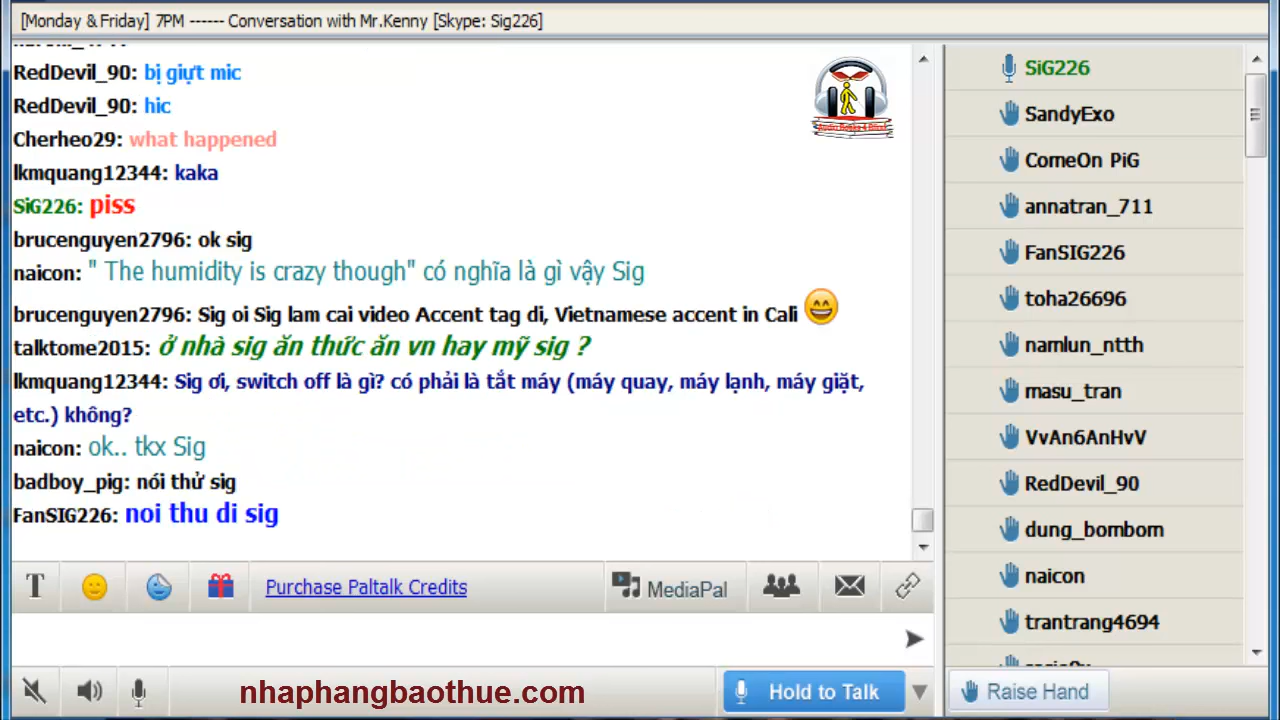 [Monday & Friday] 7PM ------ Conversation with Mr.Kenny [Skype: Sig226]
RedDevil_90: bị giựt mic
RedDevil_90: hic
Cherheo29: what happened
lkmquang12344: kaka
SiG226: piss
brucenguyen2796: ok sig
naicon: " The humidity is crazy though" có nghĩa là gì vậy Sig
brucenguyen2796: Sig oi Sig lam cai video Accent tag di, Vietnamese accent in Cali
talktome2015: ở nhà sig ăn thức ăn vn hay mỹ sig ?
lkmquang12344: Sig ơi, switch off là gì? có phải là tắt máy (máy quay, máy lạnh, máy giặt,
etc.) không?
naicon: ok.. tkx Sig
badboy_pig: nói thử sig
FanSIG226: noi thu di sig
T
Purchase Paltalk Credits
MediaPal
nhaphangbaothue.com
Hold to Talk
SiG226
SandyExo
ComeOn PiG
annatran_711
FanSIG226
toha26696
namlun_ntth
masu_tran
VvAn6AnHvV
RedDevil_90
dung_bombom
naicon
trantrang4694
Raise Hand